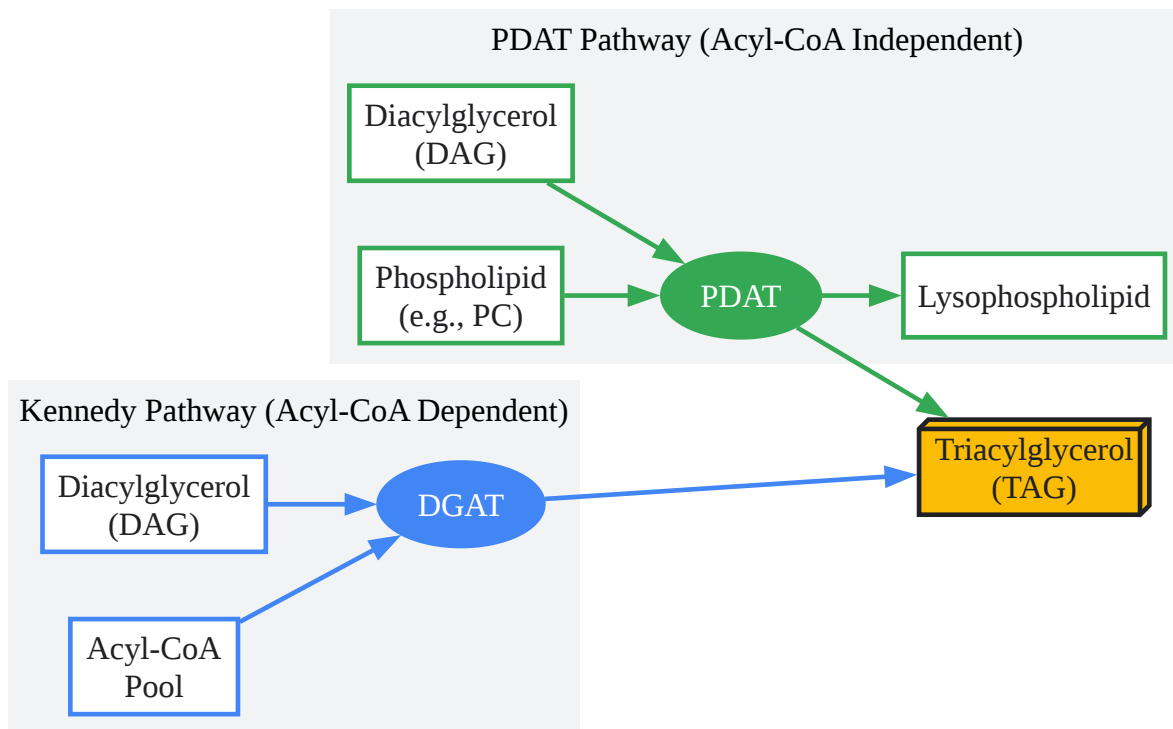 PDAT Pathway (Acyl-CoA Independent)
Diacylglycerol
(DAG)
Phospholipid
(e.g., PC)
PDAT
Lysophospholipid
Kennedy Pathway (Acyl-CoA Dependent)
Diacylglycerol
(DAG)
DGAT
Acyl-CoA
Pool
Triacylglycerol
(TAG)